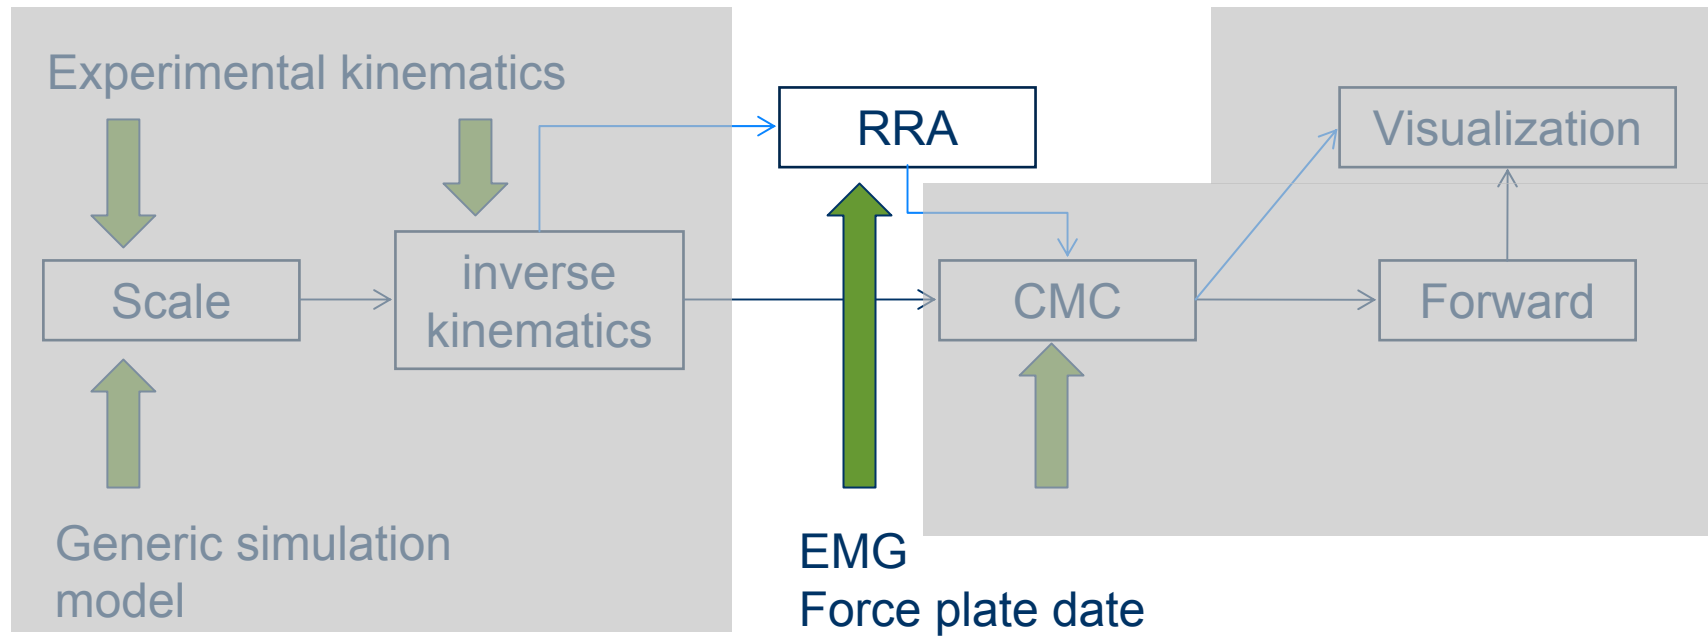 Experimental kinematics
RRA
Visualization
Scale
inverse
kinematics
CMC
Forward
Generic simulation
model
EMG
Force plate date